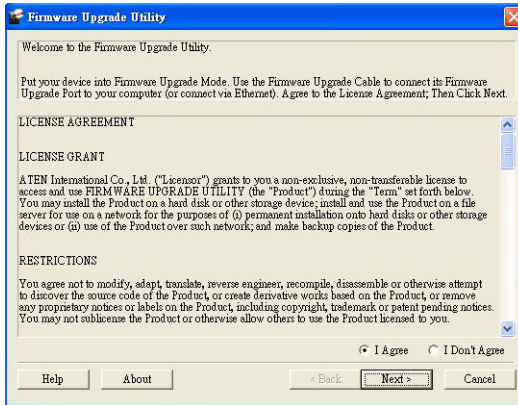 Firmware Upgrade Utility
Welcome to the Firmware Upgrade Utility.
Put your device into Firmware Upgrade Mode. Use the Firmware Upgrade Cable to connect its Firmware
Upgrade Port to your computer (or connect via Ethernet). Agree to the License Agreement; Then Click Next.
LICENSE AGREEMENT
LICENSE GRANT
ATEN International Co., Ltd. ("Licensor") grants to you a non-exclusive, non-transferable license to
access and use FIRMWARE UPGRADE UTILITY (the "Product") during the "Term" set forth below.
You may install the Product on a hard disk or other storage device; install and use the Product on a file
server for use on a network for the purposes of (i) permanent installation onto hard disks or other storage
devices or (ii) use of the Product over such network; and make backup copies of the Product.
RESTRICTIONS
You agree not to modify, adapt, translate, reverse engineer, recompile, disassemble or otherwise attempt
to discover the source code of the Product, or create derivative works based on the Product, or remove
any proprietary notices or labels on the Product, including copyright, trademark or patent pending notices.
You may not sublicense the Product or otherwise allow others to use the Product licensed to you.
I Agree I Don't Agree
Help About < Back Next > Cancel